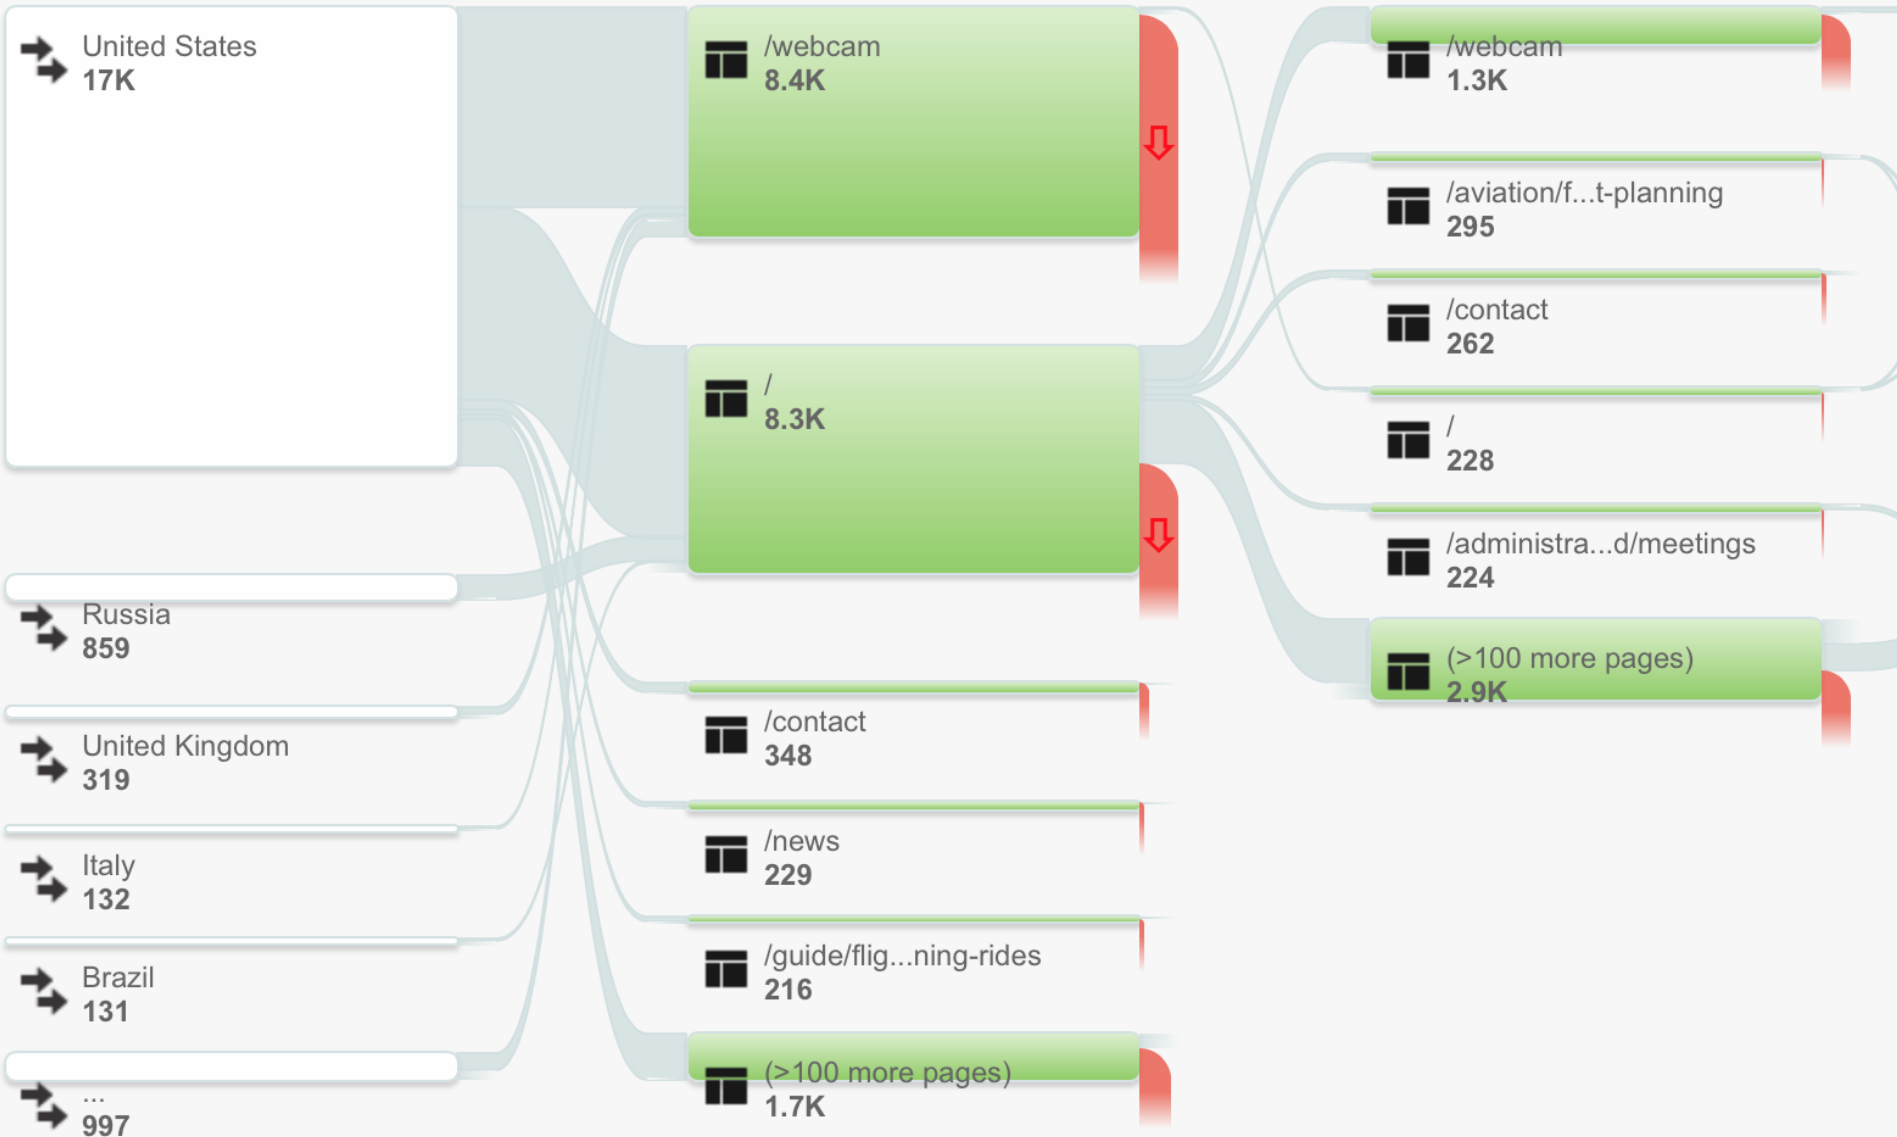 United States
17K
Russia
859
United Kingdom
319
Italy
132
Brazil
131
...
997
/webcam
8.4K
/
8.3K
/contact
348
/news
229
/guide/flig...ning-rides
216
(>100 more pages)
1.7K
/webcam
1.3K
/aviation/f...t-planning
295
/contact
262
/
228
/administra...d/meetings
224
(>100 more pages)
2.9K